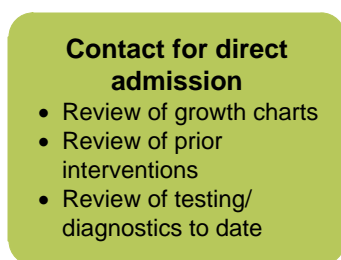 Contact for direct
admission
• Review of growth charts
• Review of prior
interventions
• Review of testing/
diagnostics to date